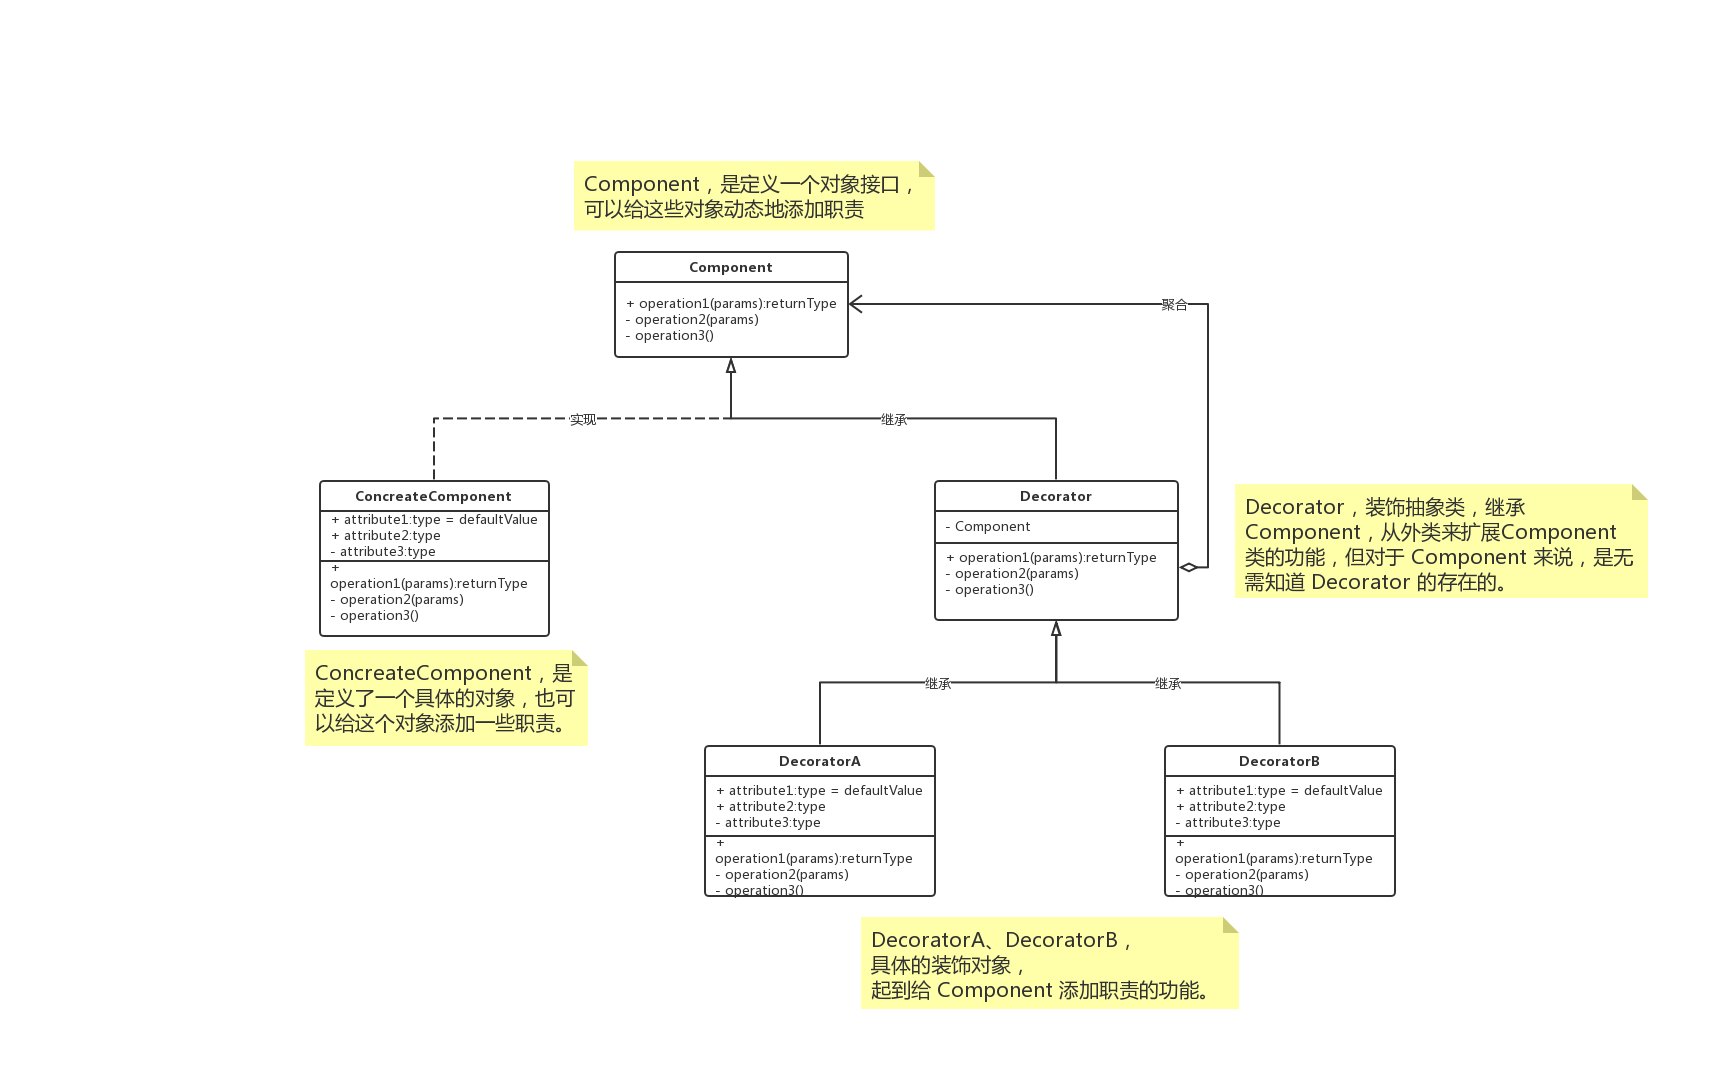 Component，是定义一个对象接口，
可以给这些对象动态地添加职责
Component
+ operation1(params):returnType
- operation2(params)
- operation3()
聚合
实现
继承
ConcreateComponent
+ attribute1:type = defaultValue
+ attribute2:type
- attribute3:type
+
operation1(params):returnType
- operation2(params)
- operation3()
Decorator
- Component
+ operation1(params):returnType
- operation2(params)
- operation3()
Decorator，装饰抽象类，继承
Component，从外类来扩展Component
类的功能，但对于 Component 来说，是无
需知道 Decorator 的存在的。
ConcreateComponent，是
定义了一个具体的对象，也可
以给这个对象添加一些职责。
继承
继承
DecoratorA
+ attribute1:type = defaultValue
+ attribute2:type
- attribute3:type
+
operation1(params):returnType
- operation2(params)
- operation3()
DecoratorB
+ attribute1:type = defaultValue
+ attribute2:type
- attribute3:type
+
operation1(params):returnType
- operation2(params)
- operation3()
DecoratorA、DecoratorB，
具体的装饰对象，
起到给 Component 添加职责的功能。